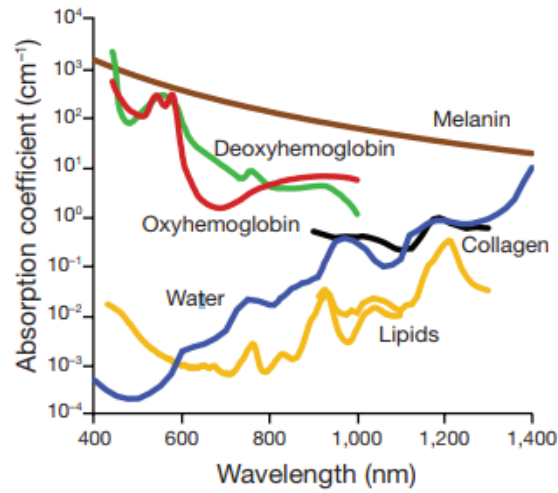 Absorption coefficient (cm⁻¹)
10⁴
10³
10²
10¹
10⁰
10⁻¹
10⁻²
10⁻³
10⁻⁴
Melanin
Deoxyhemoglobin
Oxyhemoglobin
Collagen
Water
Lipids
400 600 800 1,000 1,200 1,400
Wavelength (nm)